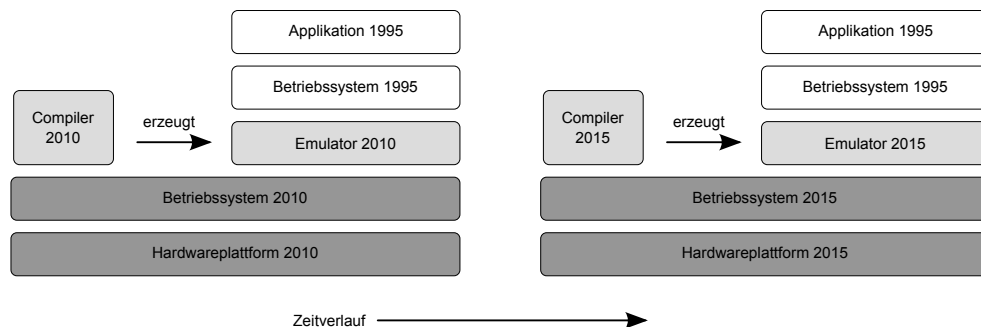 Applikation 1995
Betriebssystem 1995
Compiler
2010
erzeugt
Emulator 2010
Betriebssystem 2010
Hardwareplattform 2010
Applikation 1995
Betriebssystem 1995
Compiler
2015
erzeugt
Emulator 2015
Betriebssystem 2015
Hardwareplattform 2015
Zeitverlauf